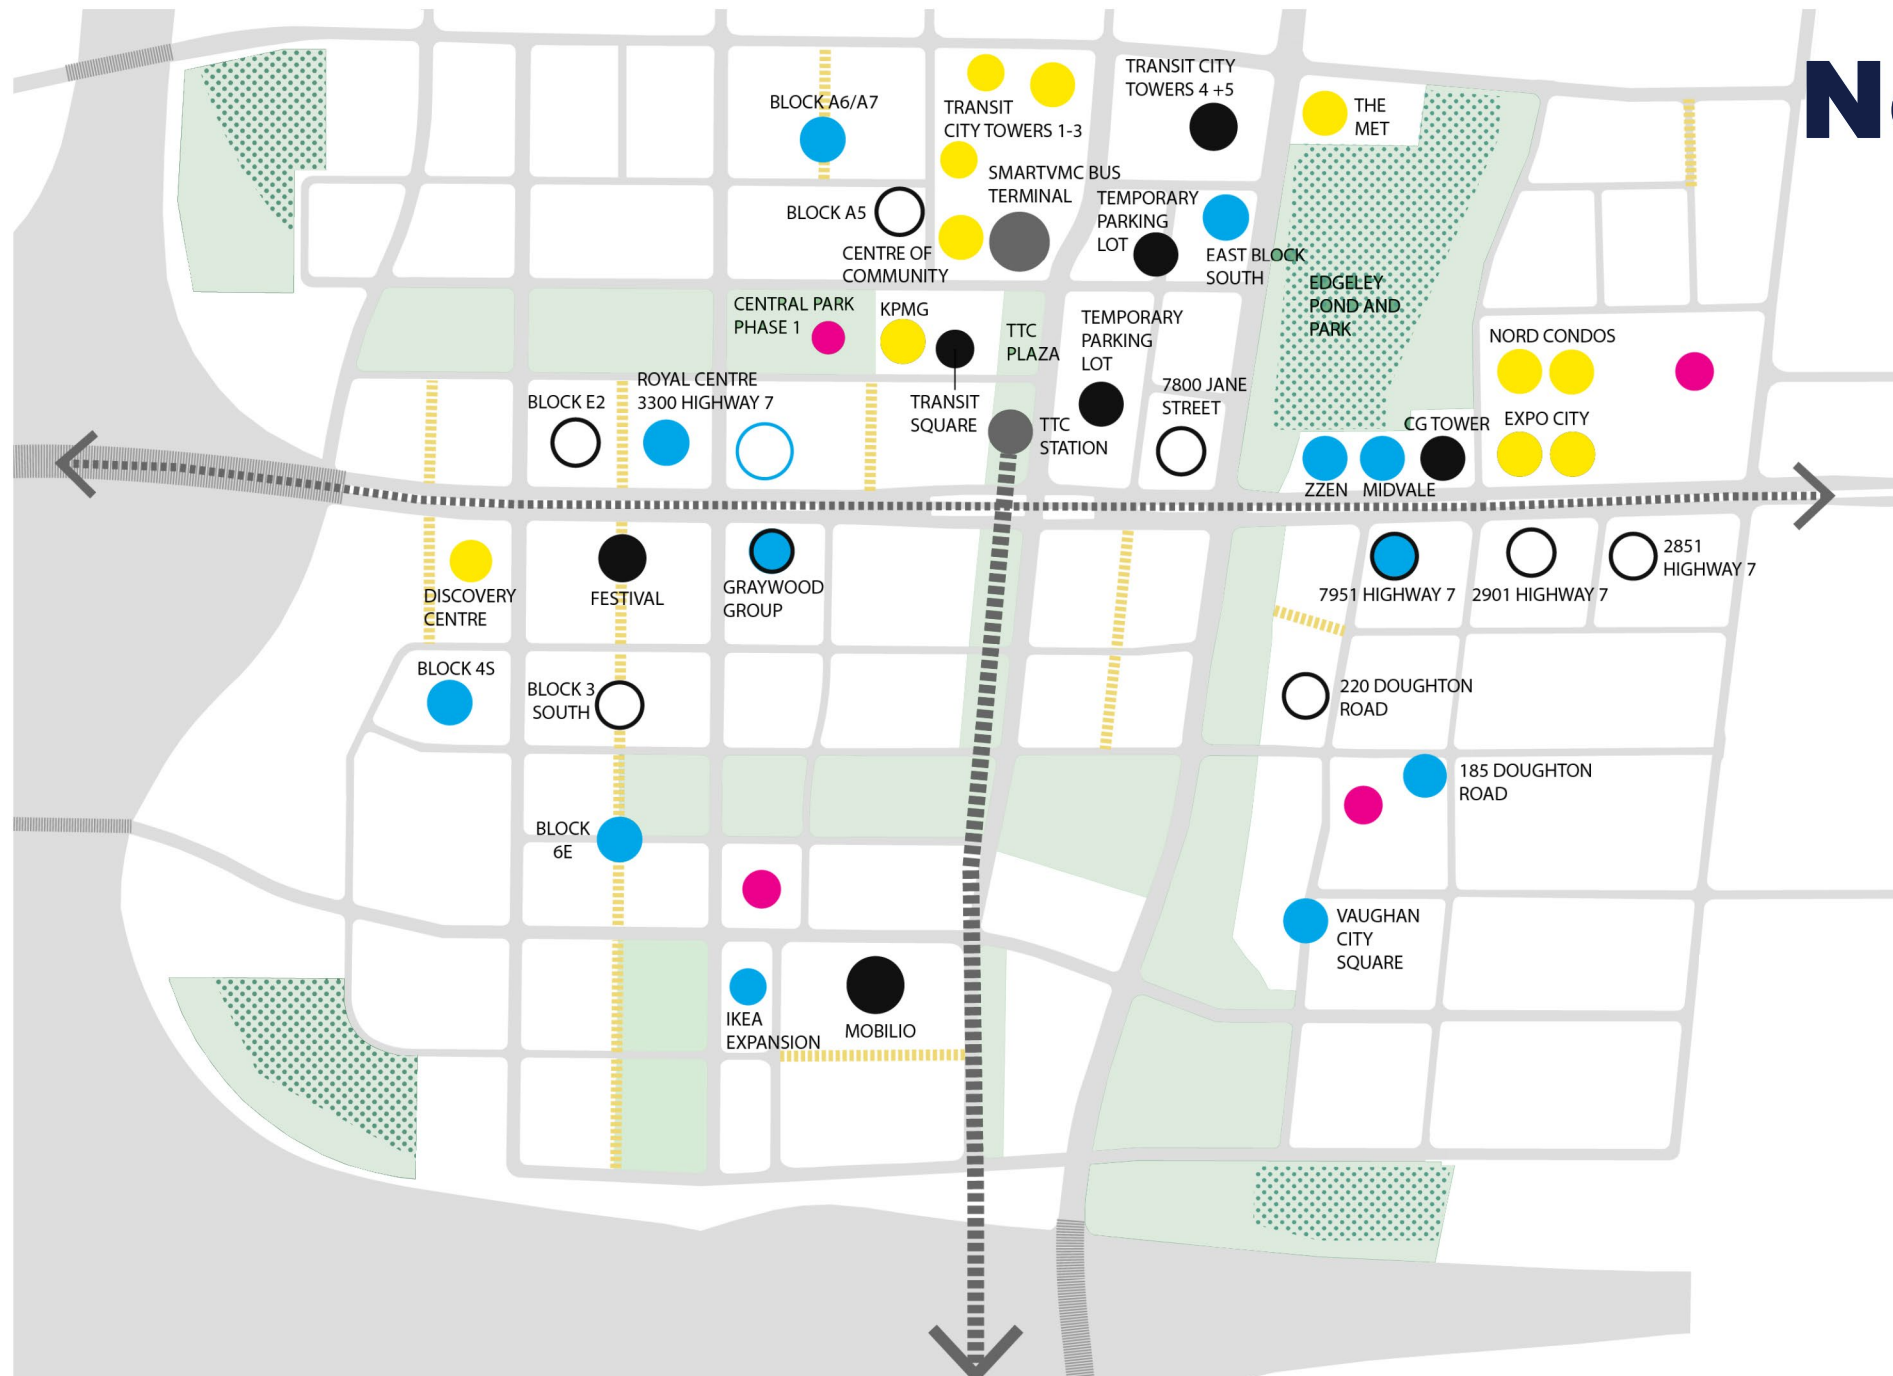 TRANSIT CITY
TOWERS 4 +5
BLOCK A6/A7
TRANSIT
CITY TOWERS 1-3
THE
MET
SMARTVMC BUS
TERMINAL
TEMPORARY
PARKING
LOT
BLOCK A5
CENTRE OF
COMMUNITY
EAST BLOCK
SOUTH
EDGELEY
POND AND
PARK
CENTRAL PARK
PHASE 1
KPMG
TTC
PLAZA
TEMPORARY
PARKING
LOT
NORD CONDOS
ROYAL CENTRE
3300 HIGHWAY 7
BLOCK E2
TRANSIT
SQUARE
7800 JANE
STREET
TTC
STATION
CG TOWER
EXPO CITY
ZZEN
MIDVALE
DISCOVERY
CENTRE
FESTIVAL
GRAYWOOD
GROUP
7951 HIGHWAY 7
2901 HIGHWAY 7
2851
HIGHWAY 7
BLOCK 4S
BLOCK 3
SOUTH
220 DOUGHTON
ROAD
185 DOUGHTON
ROAD
BLOCK
6E
VAUGHAN
CITY
SQUARE
IKEA
EXPANSION
MOBILIO